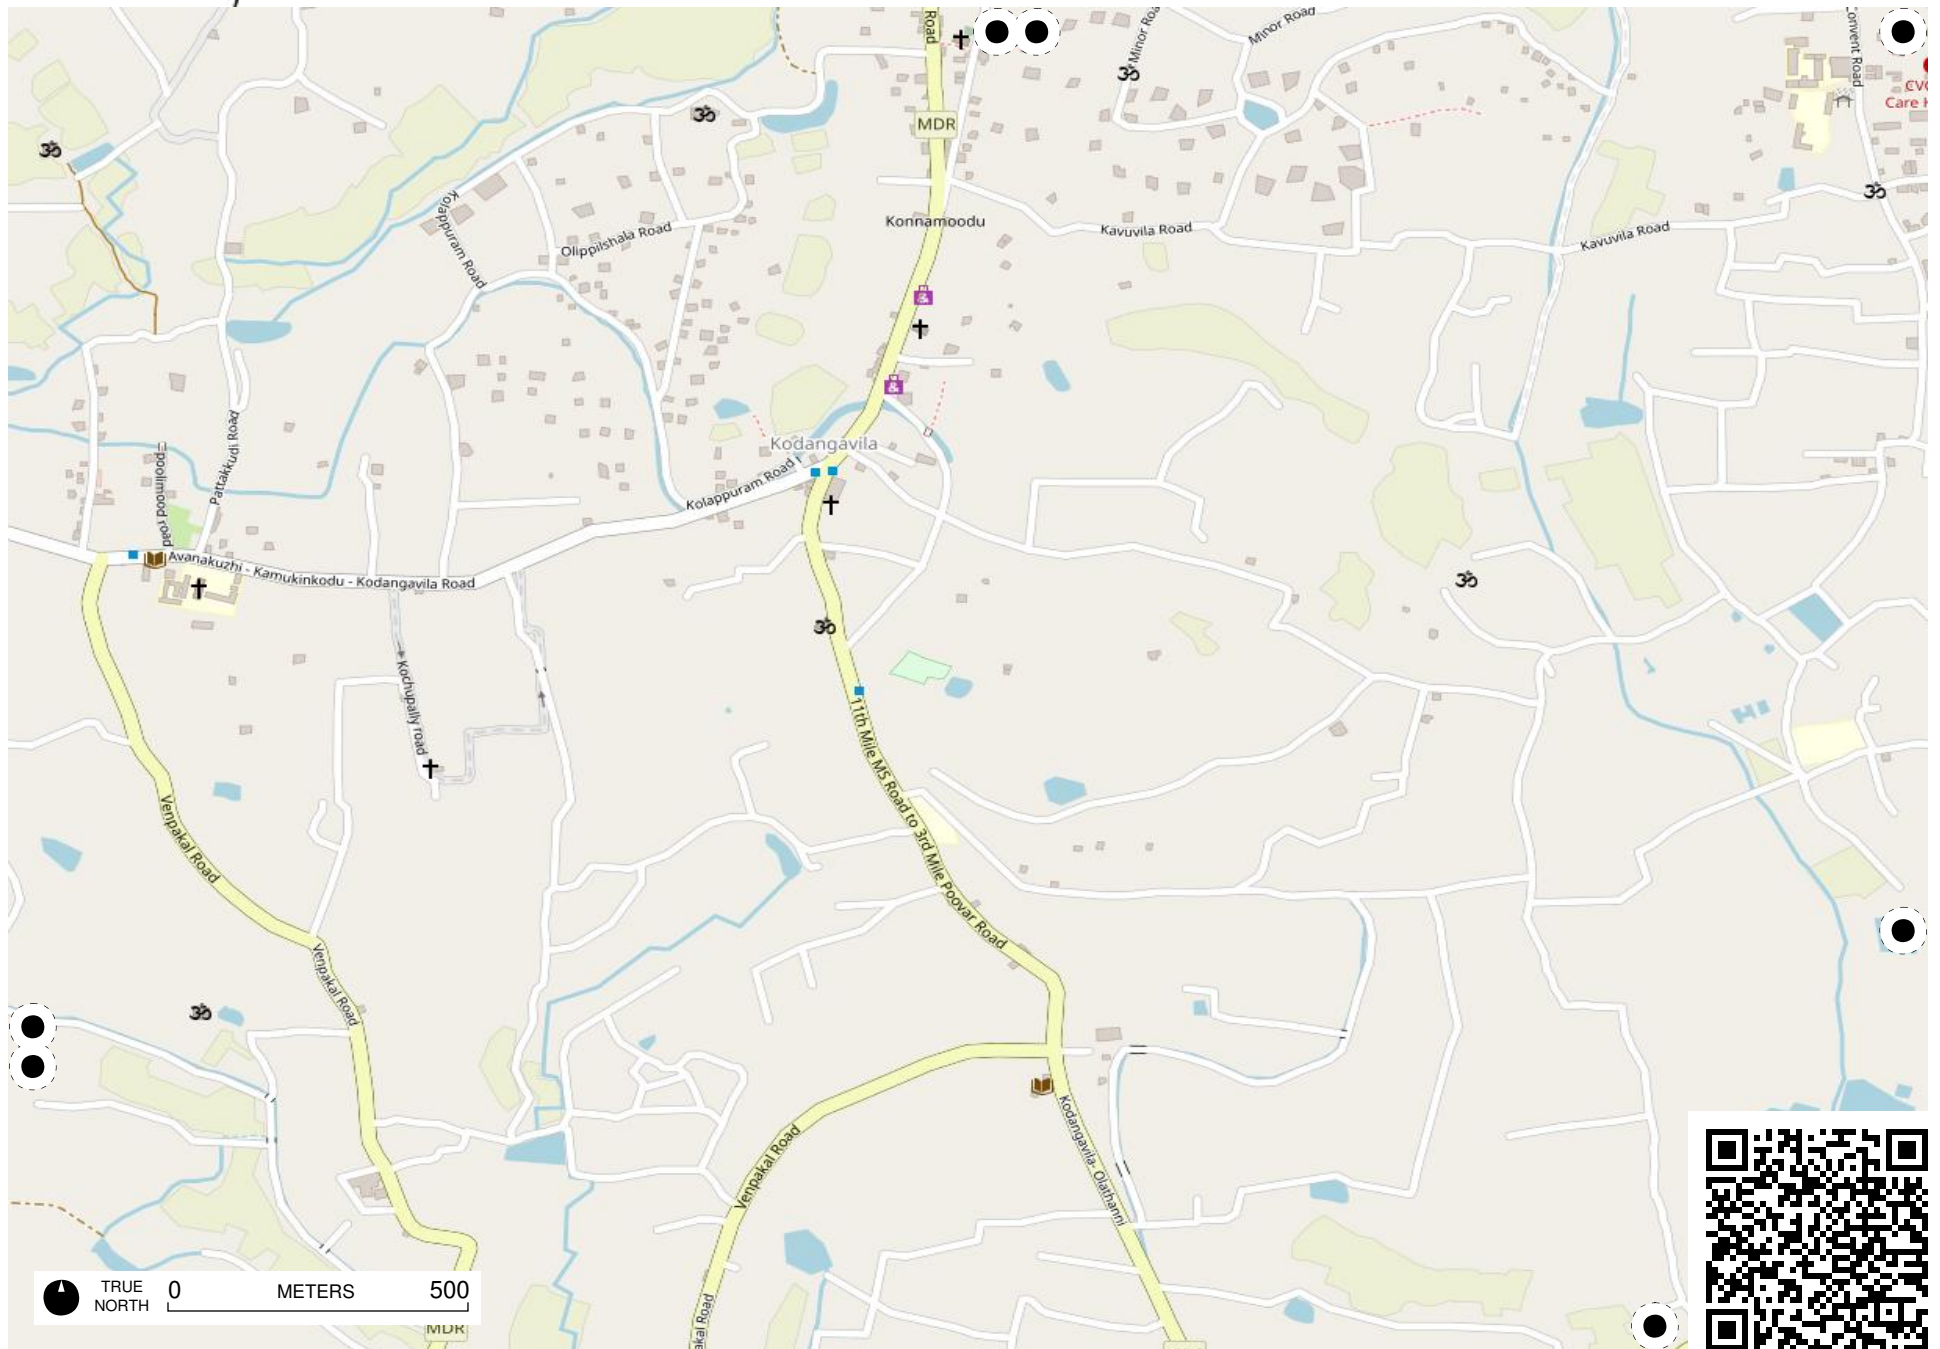 Road
Minor Road
Minor Road
Convent Road
CVC
Care H
MDR
Kolappuram Road
Olippilshala Road
Konnamoodu
Kavuvila Road
Kavuvila Road
Kodangavila
Kolappuram Road
poolimood road
Pattakkudi Road
Avanakuzhi - Kamukinkodu - Kodangavila Road
Kochupally road
11th Mile MS Road to 3rd Mile Poovar Road
Venpakal Road
Venpakal Road
Venpakal Road
Kodangavila- Olathanni
kal Road
TRUE
NORTH
0 METERS 500
MDR